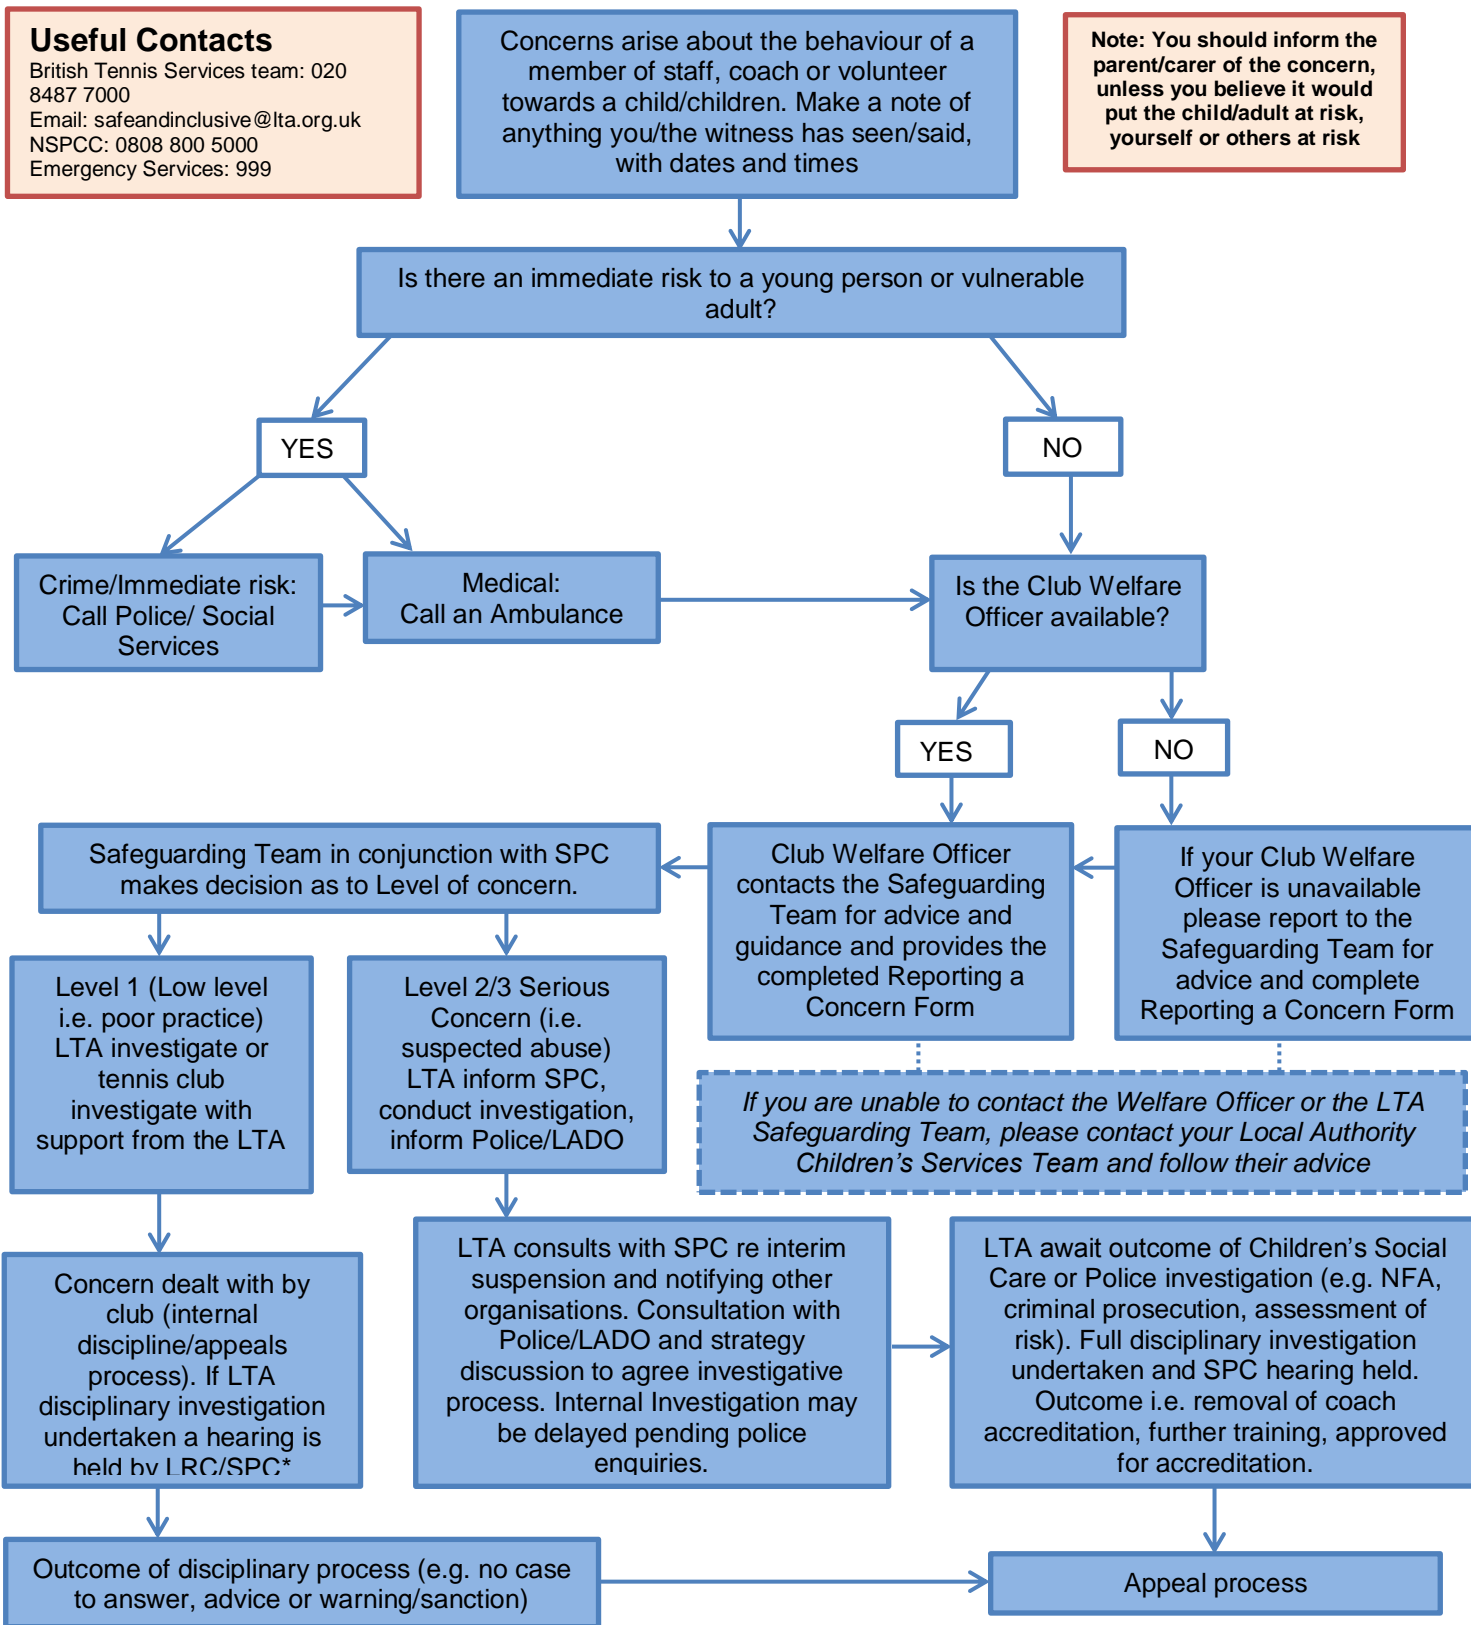 Useful Contacts
British Tennis Services team: 020
8487 7000
Email: safeandinclusive@lta.org.uk
NSPCC: 0808 800 5000
Emergency Services: 999
Concerns arise about the behaviour of a
member of staff, coach or volunteer
towards a child/children. Make a note of
anything you/the witness has seen/said,
with dates and times
Note: You should inform the
parent/carer of the concern,
unless you believe it would
put the child/adult at risk,
yourself or others at risk
Is there an immediate risk to a young person or vulnerable
adult?
YES
NO
Crime/Immediate risk:
Call Police/ Social
Services
Medical:
Call an Ambulance
Is the Club Welfare
Officer available?
YES
NO
Safeguarding Team in conjunction with SPC
makes decision as to Level of concern.
Club Welfare Officer
contacts the Safeguarding
Team for advice and
guidance and provides the
completed Reporting a
Concern Form
If your Club Welfare
Officer is unavailable
please report to the
Safeguarding Team for
advice and complete
Reporting a Concern Form
Level 1 (Low level
i.e. poor practice)
LTA investigate or
tennis club
investigate with
support from the LTA
Level 2/3 Serious
Concern (i.e.
suspected abuse)
LTA inform SPC,
conduct investigation,
inform Police/LADO
If you are unable to contact the Welfare Officer or the LTA
Safeguarding Team, please contact your Local Authority
Children’s Services Team and follow their advice
Concern dealt with by
club (internal
discipline/appeals
process). If LTA
disciplinary investigation
undertaken a hearing is
held by LRC/SPC*
LTA consults with SPC re interim
suspension and notifying other
organisations. Consultation with
Police/LADO and strategy
discussion to agree investigative
process. Internal Investigation may
be delayed pending police
enquiries.
LTA await outcome of Children’s Social
Care or Police investigation (e.g. NFA,
criminal prosecution, assessment of
risk). Full disciplinary investigation
undertaken and SPC hearing held.
Outcome i.e. removal of coach
accreditation, further training, approved
for accreditation.
Outcome of disciplinary process (e.g. no case
to answer, advice or warning/sanction)
Appeal process